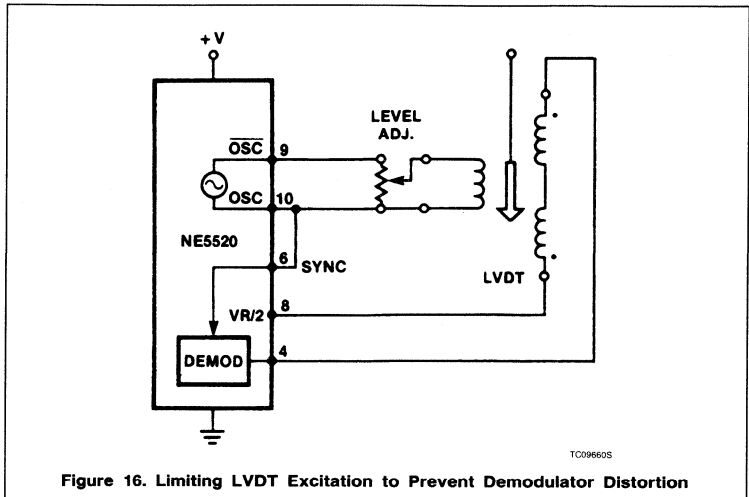 +V
LEVEL
ADJ.
OSC
9
OSC
10
NE5520
6
SYNC
LVDT
VR/2
8
DEMOD
4
TC09660S
Figure 16. Limiting LVDT Excitation to Prevent Demodulator Distortion